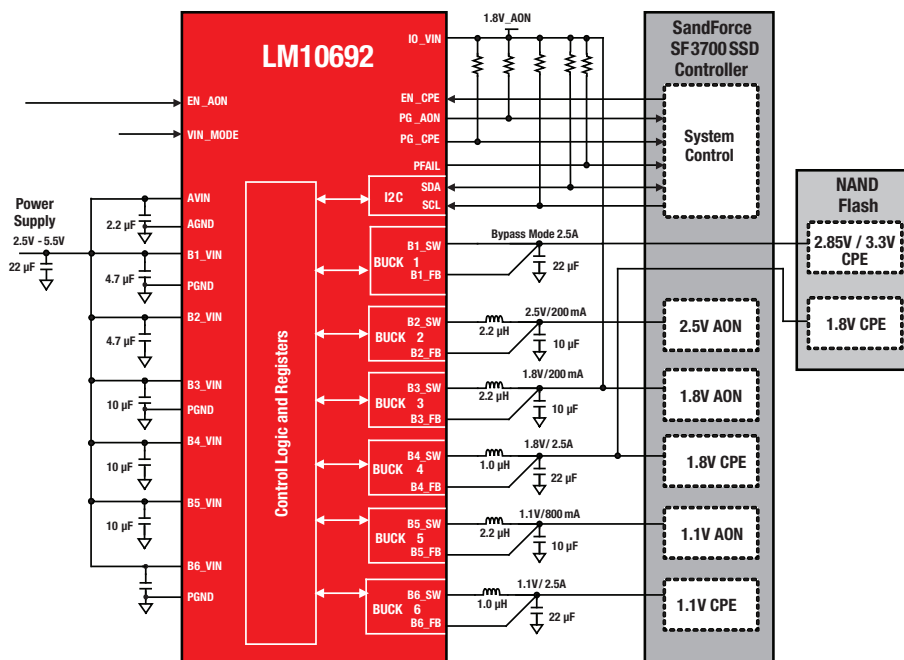 1.8V_AON
IO_VIN
LM10692
SandForce
SF3700 SSD
Controller
EN_AON
VIN_MODE
EN_CPE
PG_AON
PG_CPE
PFAIL
SDA
SCL
System
Control
I2C
Power
Supply
2.5V - 5.5V
22 µF
AVIN
2.2 µF
AGND
B1_VIN
4.7 µF
PGND
B2_VIN
4.7 µF
B3_VIN
10 µF
PGND
B4_VIN
10 µF
B5_VIN
10 µF
B6_VIN
PGND
Control Logic and Registers
BUCK 1
B1_SW
B1_FB
Bypass Mode 2.5A
22 µF
BUCK 2
B2_SW
B2_FB
2.2 µH
2.5V/200 mA
10 µF
BUCK 3
B3_SW
B3_FB
2.2 µH
1.8V/200 mA
10 µF
BUCK 4
B4_SW
B4_FB
1.0 µH
1.8V/ 2.5A
22 µF
BUCK 5
B5_SW
B5_FB
2.2 µH
1.1V/800 mA
10 µF
BUCK 6
B6_SW
B6_FB
1.0 µH
1.1V/ 2.5A
22 µF
2.5V AON
1.8V AON
1.8V CPE
1.1V AON
1.1V CPE
NAND
Flash
2.85V / 3.3V
CPE
1.8V CPE